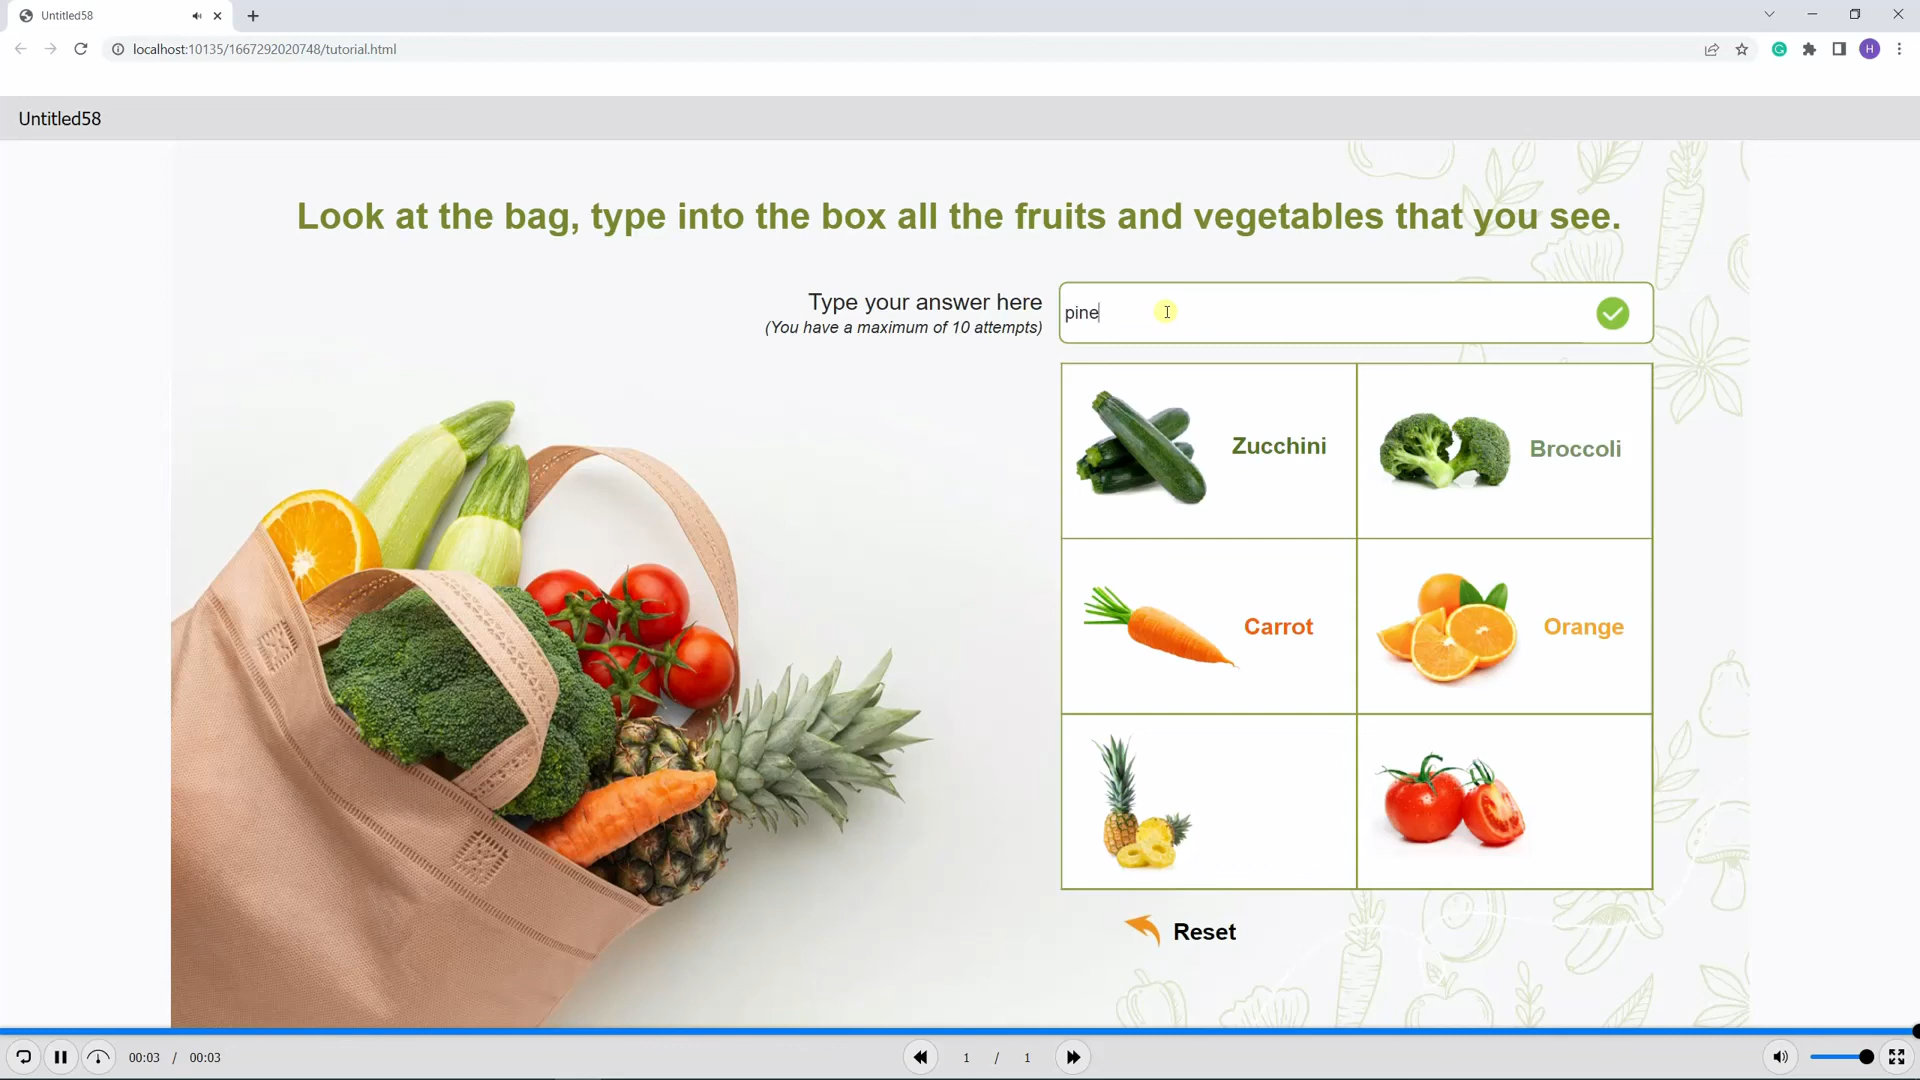 Untitled58
localhost:10135/1667292020748/tutorial.html
H
Untitled58
Look at the bag, type into the box all the fruits and vegetables that you see.
Type your answer here
(You have a maximum of 10 attempts)
pine
Zucchini
Broccoli
Carrot
Orange
Reset
00:03 / 00:03
1 / 1